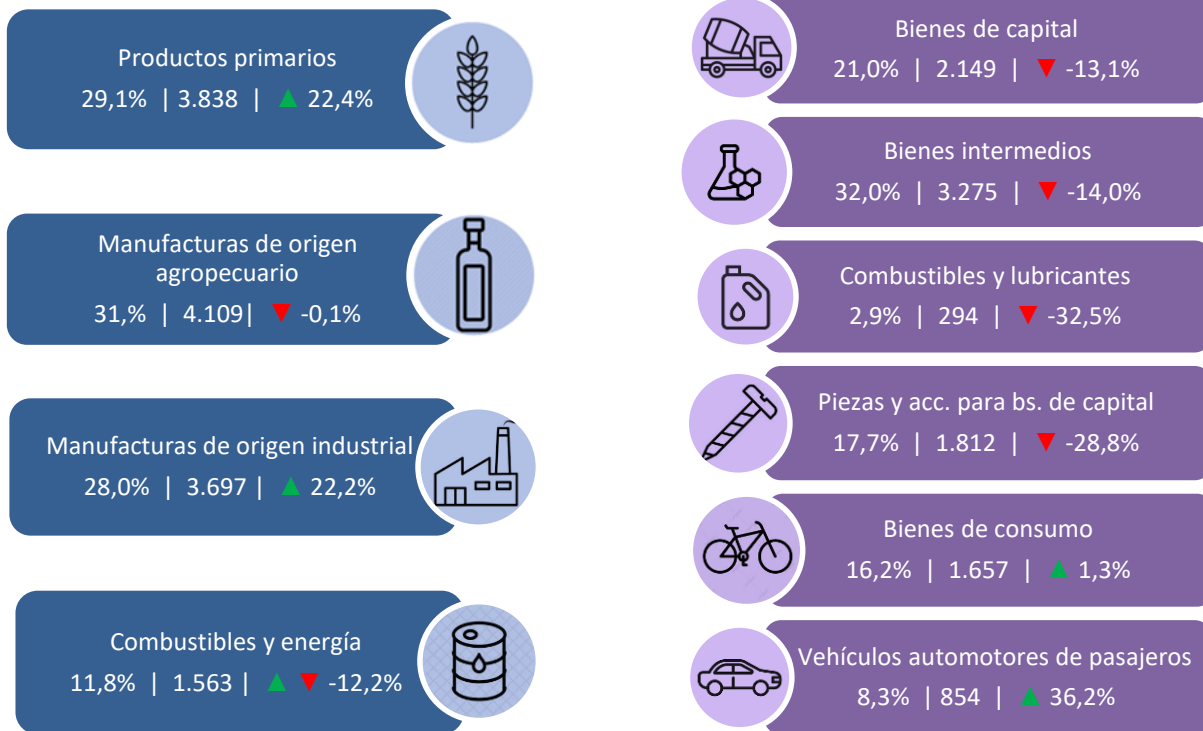 Productos primarios
29,1% | 3.838 | ▲ 22,4%
Manufacturas de origen
agropecuario
31,% | 4.109| ▼ -0,1%
Manufacturas de origen industrial
28,0% | 3.697 | ▲ 22,2%
Combustibles y energía
11,8% | 1.563 | ▲ ▼ -12,2%
Bienes de capital
21,0% | 2.149 | ▼ -13,1%
Bienes intermedios
32,0% | 3.275 | ▼ -14,0%
Combustibles y lubricantes
2,9% | 294 | ▼ -32,5%
Piezas y acc. para bs. de capital
17,7% | 1.812 | ▼ -28,8%
Bienes de consumo
16,2% | 1.657 | ▲ 1,3%
Vehículos automotores de pasajeros
8,3% | 854 | ▲ 36,2%